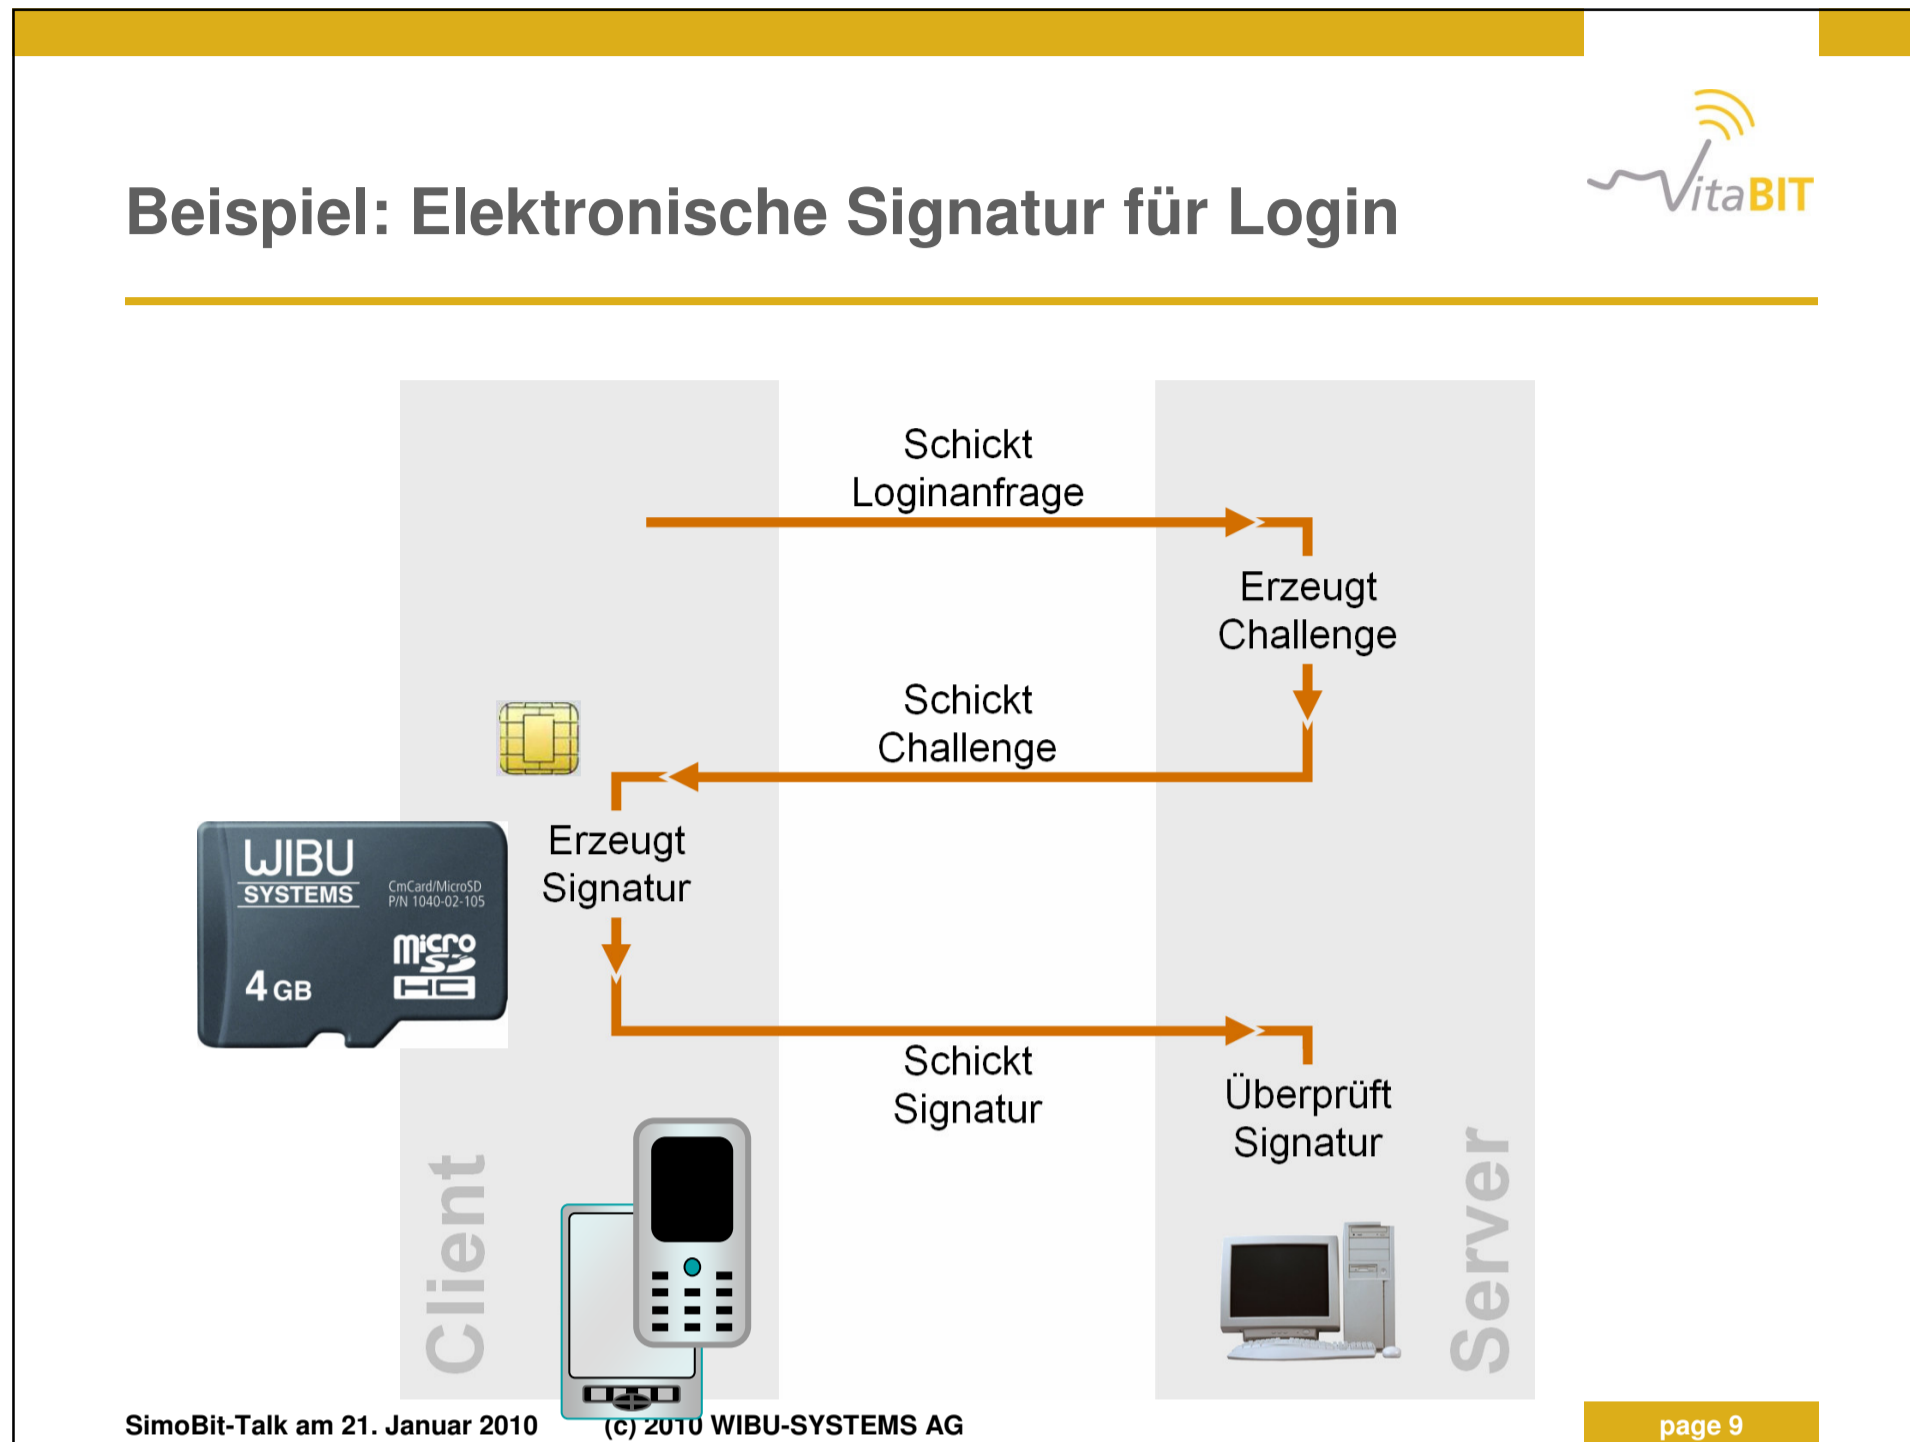 VitaBIT
Beispiel: Elektronische Signatur für Login
Schickt
Loginanfrage
Erzeugt
Challenge
Schickt
Challenge
WIBU
SYSTEMS
CmCard/MicroSD
P/N 1040-02-105
micro
SD
HC
4 GB
Erzeugt
Signatur
Schickt
Signatur
Überprüft
Signatur
Client
Server
SimoBit-Talk am 21. Januar 2010 (c) 2010 WIBU-SYSTEMS AG page 9